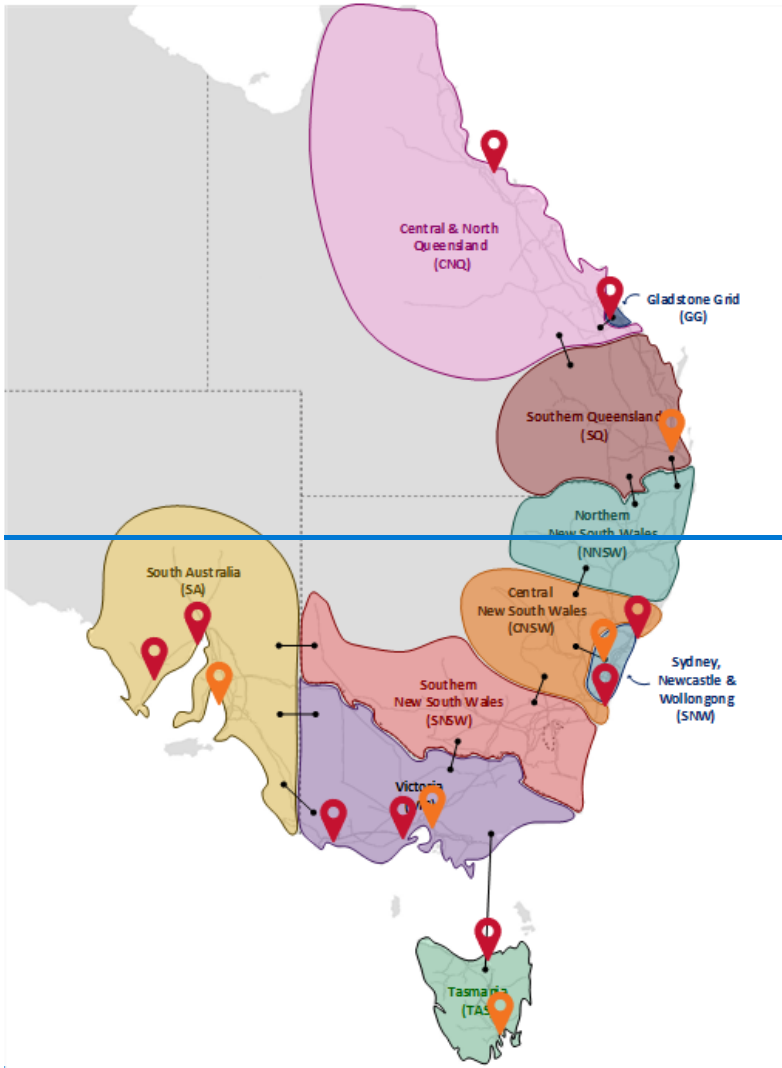 Central & North
Queensland
(CNQ)
Gladstone Grid
(GG)
Southern Queensland
(SQ)
Northern
New South Wales
(NNSW)
South Australia
(SA)
Central
New South Wales
(CNSW)
Sydney,
Newcastle &
Wollongong
(SNW)
Southern
New South Wales
(SNSW)
Victoria
Tasmania
(TAS)